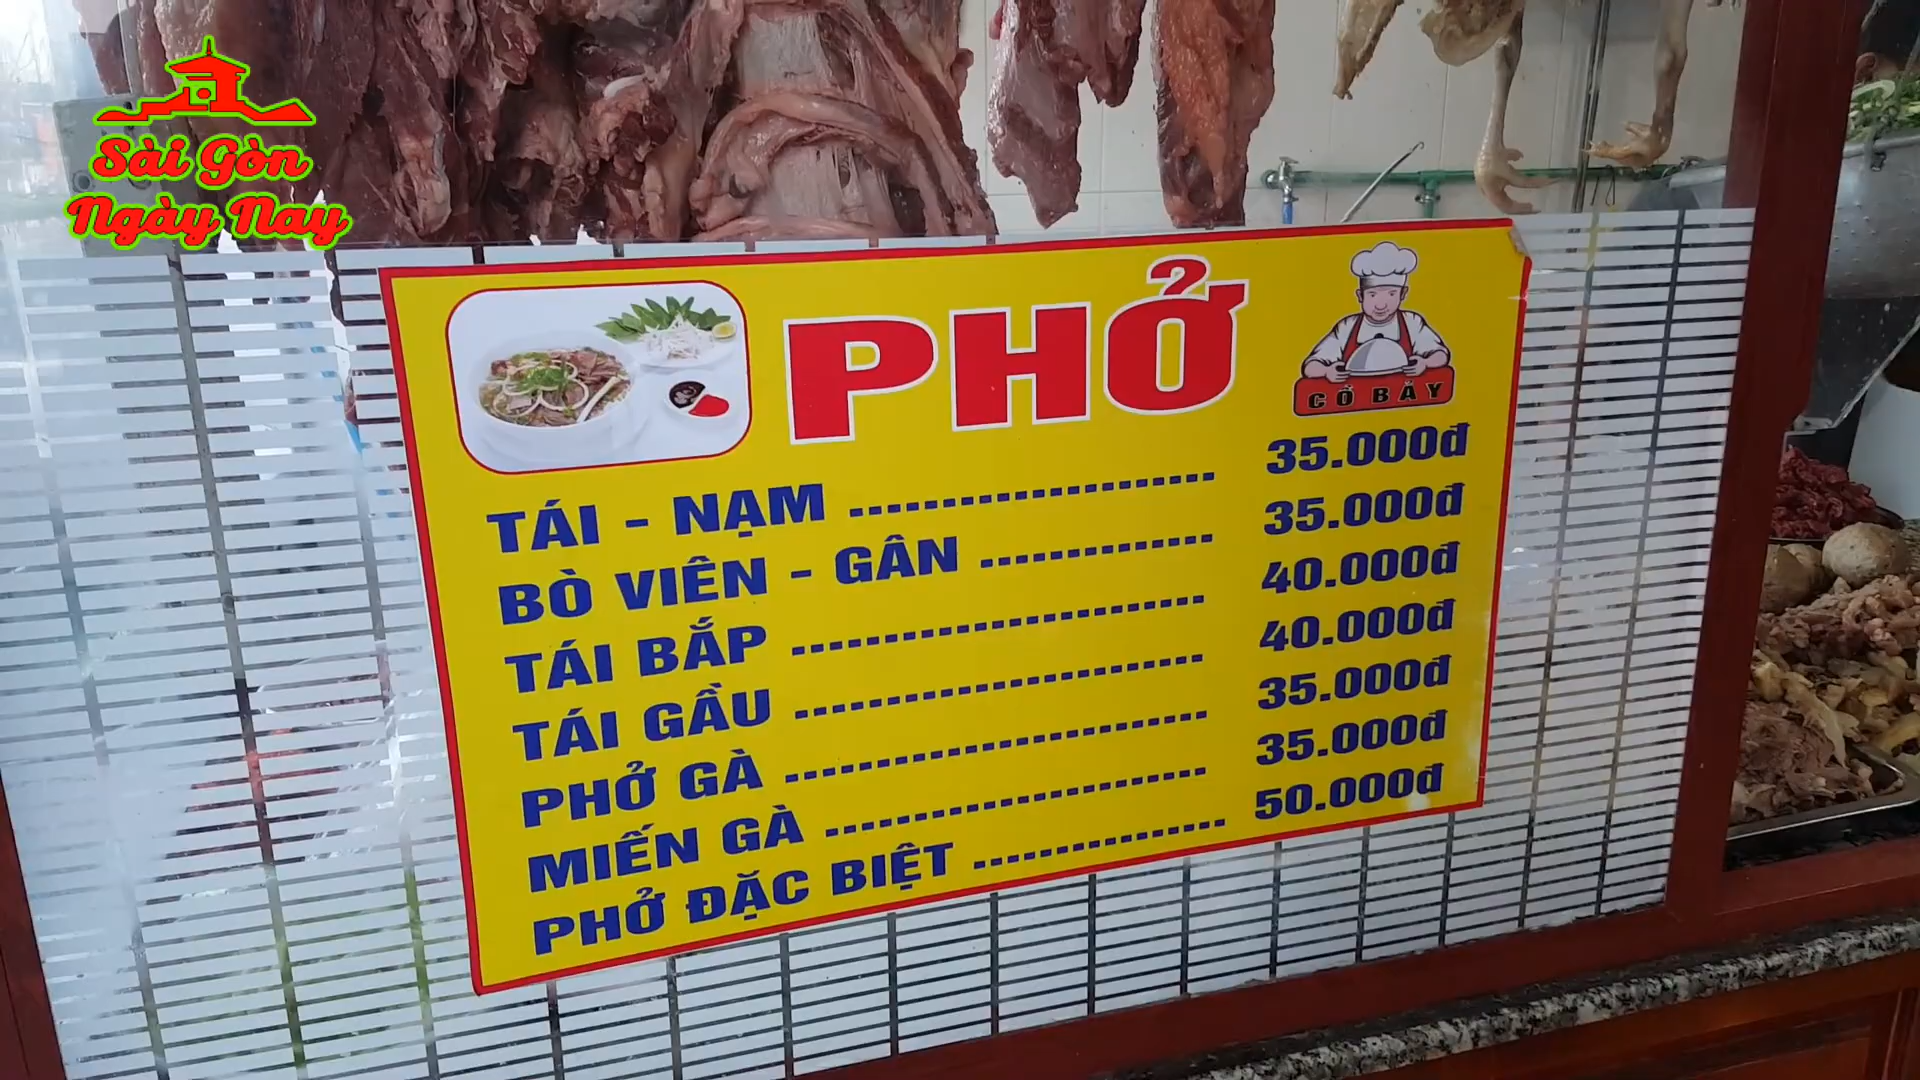 Sài Gòn
Ngày Nay
PHỞ
CÔ BẢY
TÁI - NẠM ........................ 35.000đ
BÒ VIÊN - GÂN ................ 35.000đ
TÁI BẮP ............................ 40.000đ
TÁI GẦU ............................ 40.000đ
PHỞ GÀ ............................ 35.000đ
MIẾN GÀ .......................... 35.000đ
PHỞ ĐẶC BIỆT ................ 50.000đ